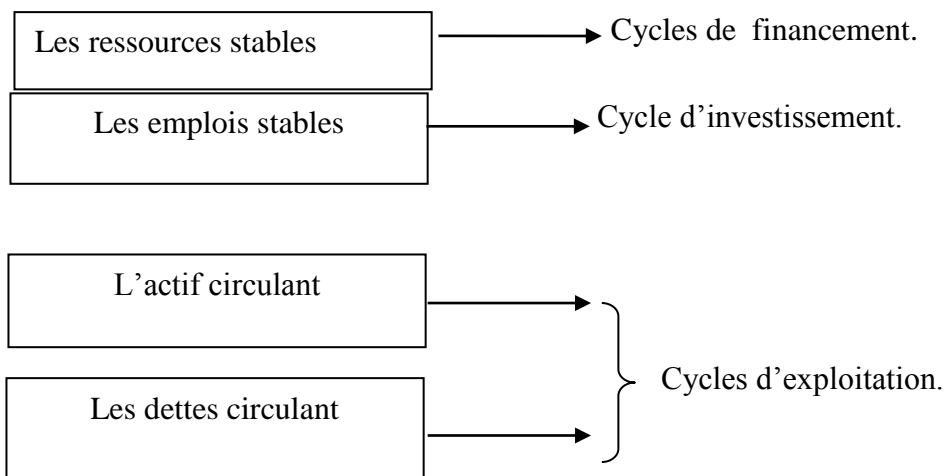 Les ressources stables
Cycles de financement.
Les emplois stables
Cycle d’investissement.
L’actif circulant
Cycles d’exploitation.
Les dettes circulant